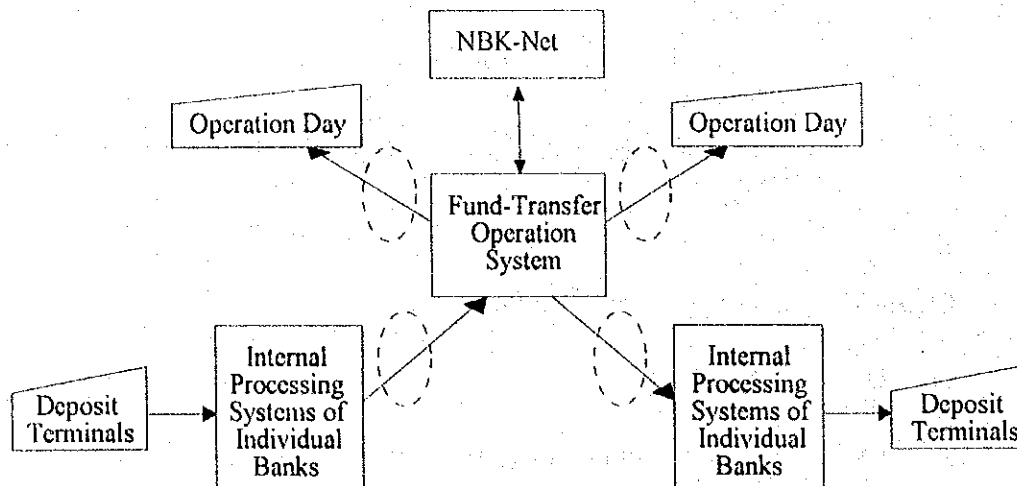 NBK-Net
Operation Day
Operation Day
Fund-Transfer
Operation
System
Internal
Processing
Systems of
Individual
Banks
Internal
Processing
Systems of
Individual
Banks
Deposit
Terminals
Deposit
Terminals